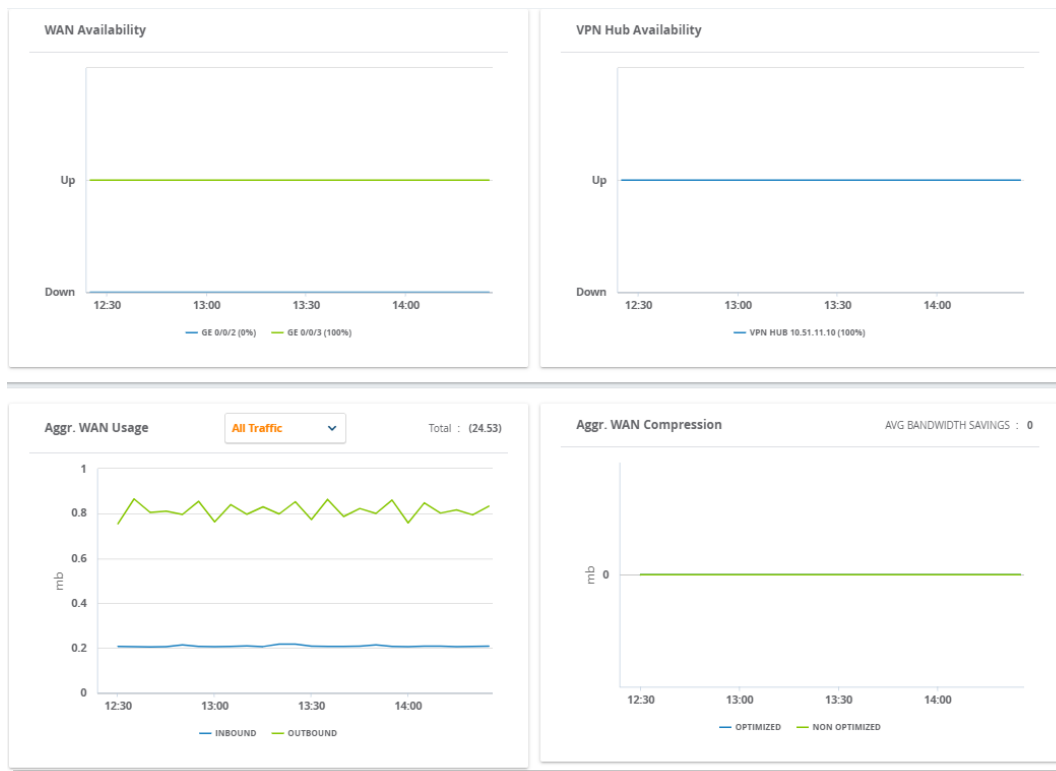 WAN Availability
Up
Down
12:30 13:00 13:30 14:00
GE 0/0/2 (0%) GE 0/0/3 (100%)
VPN Hub Availability
Up
Down
12:30 13:00 13:30 14:00
VPN HUB 10.51.11.10 (100%)
Aggr. WAN Usage All Traffic Total : (24.53)
1
0.8
0.6
mb
0.4
0.2
0
12:30 13:00 13:30 14:00
INBOUND OUTBOUND
Aggr. WAN Compression AVG BANDWIDTH SAVINGS : 0
mb 0
12:30 13:00 13:30 14:00
OPTIMIZED NON OPTIMIZED